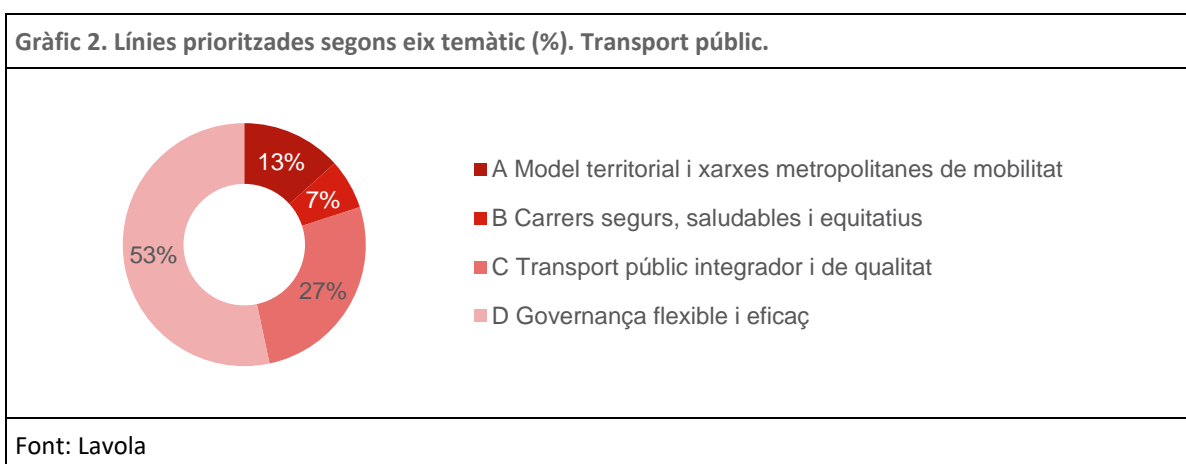 Gràfic 2. Línies prioritzades segons eix temàtic (%). Transport públic.
13%
7%
27%
53%
A Model territorial i xarxes metropolitanes de mobilitat
B Carrers segurs, saludables i equitatius
C Transport públic integrador i de qualitat
D Governança flexible i eficaç
Font: Lavola